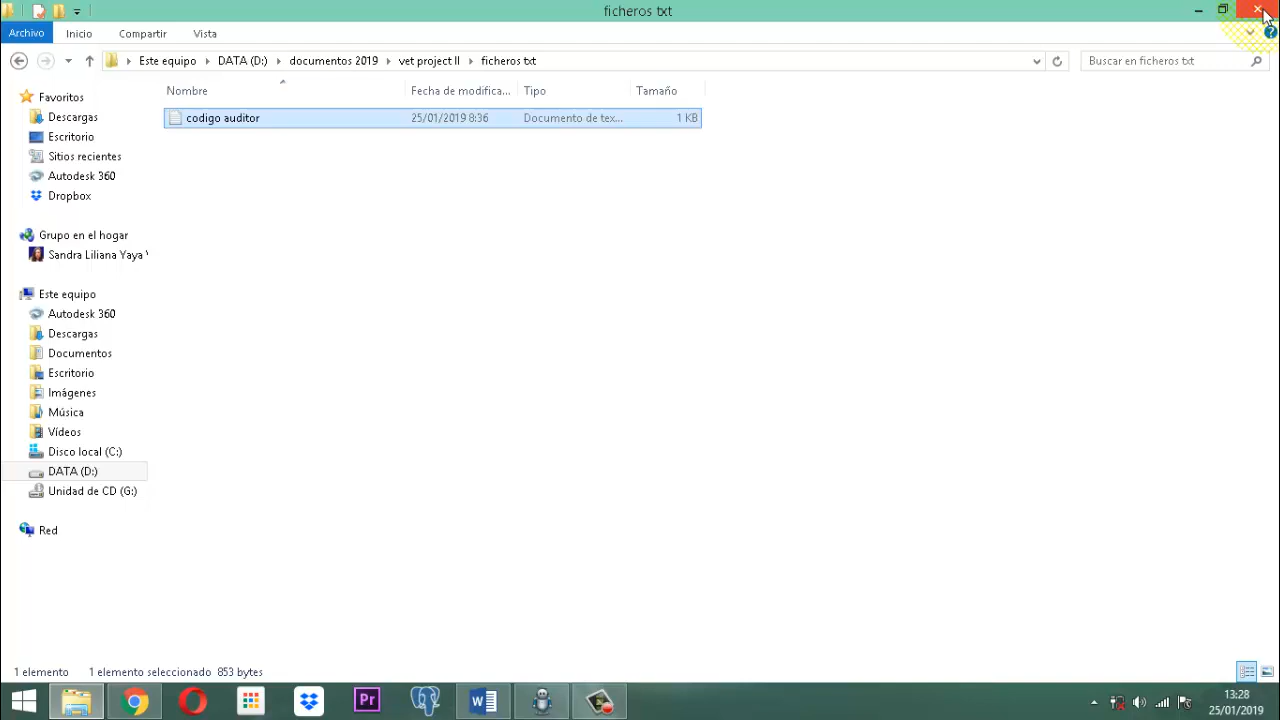 ficheros txt
Archivo Inicio Compartir Vista
Este equipo DATA (D:) documentos 2019 vet project II ficheros txt
Buscar en ficheros txt
Nombre Fecha de modifica... Tipo Tamaño
codigo auditor 25/01/2019 8:36 Documento de tex... 1 KB
Favoritos
Descargas
Escritorio
Sitios recientes
Autodesk 360
Dropbox
Grupo en el hogar
Sandra Liliana Yaya
Este equipo
Autodesk 360
Descargas
Documentos
Escritorio
Imágenes
Música
Vídeos
Disco local (C:)
DATA (D:)
Unidad de CD (G:)
Red
1 elemento 1 elemento seleccionado 853 bytes
Pr
13:28
25/01/2019